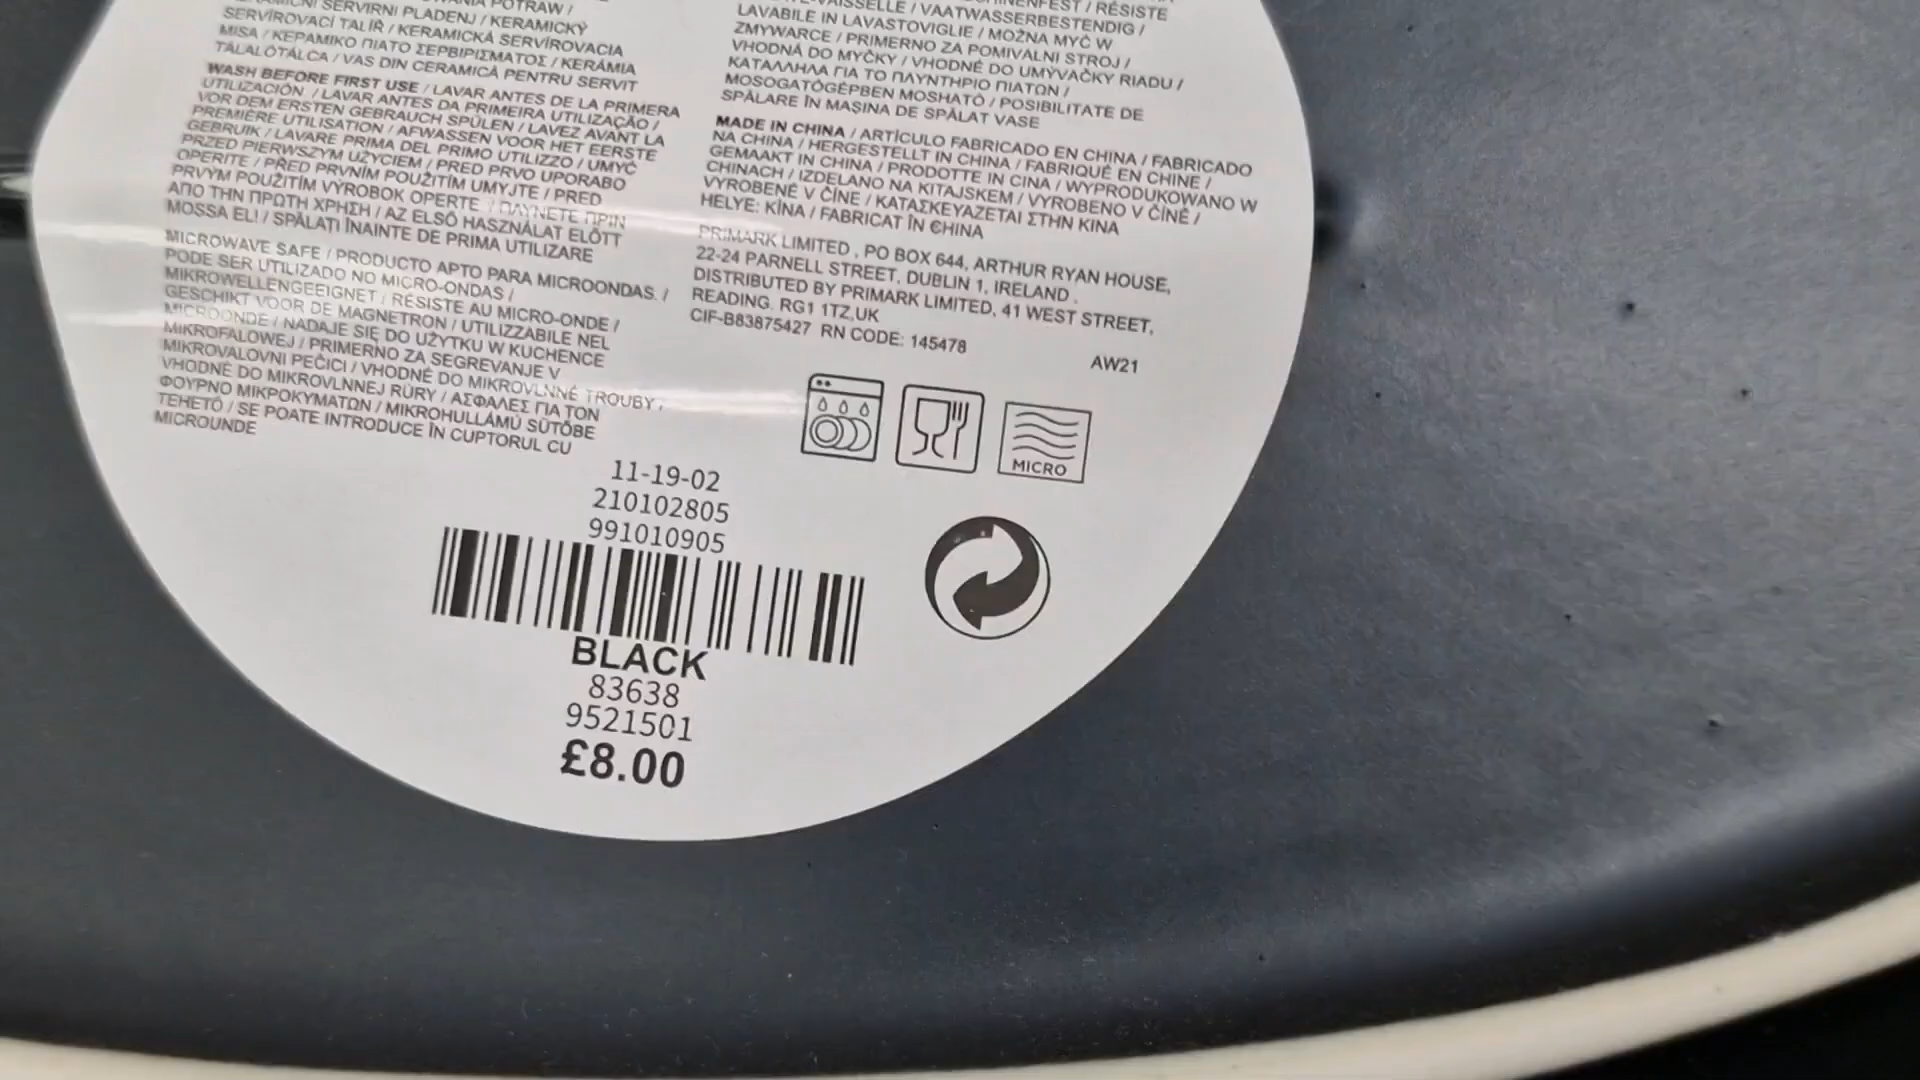 POTRAW /
SERVIRNI PLADENJ / KERAMICKÝ
SERVÍROVACÍ TALÍŘ / KERAMICKÁ SERVÍROVACIA
MISA / ΚΕΡΑΜΙΚΟ ΠΙΑΤΟ ΣΕΡΒΙΡΙΣΜΑΤΟΣ / KERÁMIA
TÁLALÓTÁLCA / VAS DIN CERAMICĂ PENTRU SERVIT
WASH BEFORE FIRST USE / LAVAR ANTES DE LA PRIMERA
UTILIZACIÓN / LAVAR ANTES DA PRIMEIRA UTILIZAÇÃO /
VOR DEM ERSTEN GEBRAUCH SPÜLEN / LAVEZ AVANT LA
PREMIÈRE UTILISATION / AFWASSEN VOOR HET EERSTE
GEBRUIK / LAVARE PRIMA DEL PRIMO UTILIZZO / UMYĆ
PRZED PIERWSZYM UŻYCIEM / PRED PRVO UPORABO
OPERITE / PŘED PRVNÍM POUŽITÍM UMYJTE / PRED
PRVÝM POUŽITÍM VÝROBOK OPERTE / ΠΛΥΝΕΤΕ ΠΡΙΝ
ΑΠΟ ΤΗΝ ΠΡΩΤΗ ΧΡΗΣΗ / AZ ELSŐ HASZNÁLAT ELŐTT
MOSSA EL! / SPĂLAȚI ÎNAINTE DE PRIMA UTILIZARE
MICROWAVE SAFE / PRODUCTO APTO PARA MICROONDAS. /
PODE SER UTILIZADO NO MICRO-ONDAS /
MIKROWELLENGEEIGNET / RÉSISTE AU MICRO-ONDE /
GESCHIKT VOOR DE MAGNETRON / UTILIZZABILE NEL
MICROONDE / NADAJE SIĘ DO UŻYTKU W KUCHENCE
MIKROFALOWEJ / PRIMERNO ZA SEGREVANJE V
MIKROVALOVNI PEČICI / VHODNÉ DO MIKROVLNNÉ TROUBY /
VHODNÉ DO MIKROVLNNEJ RÚRY / ΑΣΦΑΛΕΣ ΓΙΑ ΤΟΝ
ΦΟΥΡΝΟ ΜΙΚΡΟΚΥΜΑΤΩΝ / MIKROHULLÁMÚ SÜTŐBE
TEHETŐ / SE POATE INTRODUCE ÎN CUPTORUL CU
MICROUNDE
/ RÉSISTE
/ VAATWASSERBESTENDIG /
LAVABILE IN LAVASTOVIGLIE / MOŻNA MYĆ W
ZMYWARCE / PRIMERNO ZA POMIVALNI STROJ /
VHODNÁ DO MYČKY / VHODNÉ DO UMÝVAČKY RIADU /
ΚΑΤΑΛΛΗΛΑ ΓΙΑ ΤΟ ΠΛΥΝΤΗΡΙΟ ΠΙΑΤΩΝ /
MOSOGATÓGÉPBEN MOSHATÓ / POSIBILITATE DE
SPĂLARE ÎN MAȘINA DE SPĂLAT VASE
MADE IN CHINA / ARTÍCULO FABRICADO EN CHINA / FABRICADO
NA CHINA / HERGESTELLT IN CHINA / FABRIQUÉ EN CHINE /
GEMAAKT IN CHINA / PRODOTTE IN CINA / WYPRODUKOWANO W
CHINACH / IZDELANO NA KITAJSKEM / VYROBENO V ČÍNĚ /
VYROBENÉ V ČÍNE / ΚΑΤΑΣΚΕΥΑΖΕΤΑΙ ΣΤΗΝ ΚΙΝΑ
HELYE: KÍNA / FABRICAT ÎN CHINA
PRIMARK LIMITED , PO BOX 644, ARTHUR RYAN HOUSE,
22-24 PARNELL STREET, DUBLIN 1, IRELAND .
DISTRIBUTED BY PRIMARK LIMITED, 41 WEST STREET,
READING. RG1 1TZ,UK
CIF-B83875427 RN CODE: 145478
AW21
MICRO
11-19-02
210102805
991010905
BLACK
83638
9521501
£8.00